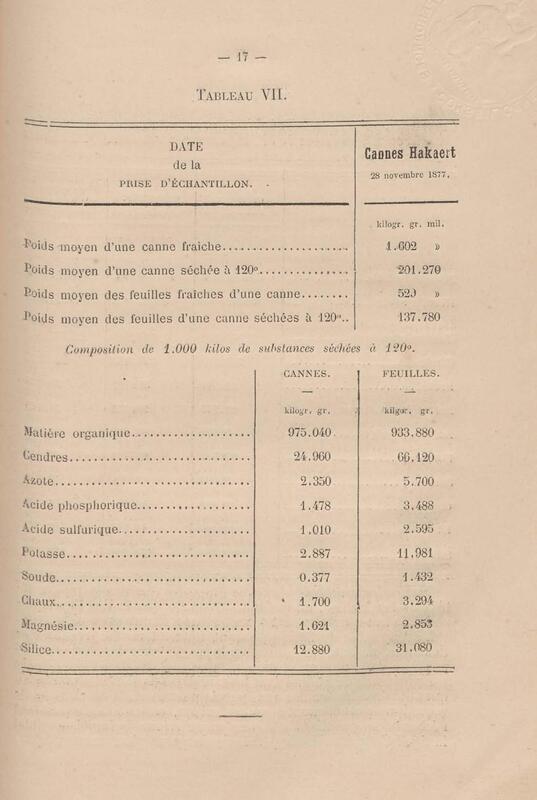 — 17 —
TABLEAU VII.
DATE
de la
PRISE D'ÉCHANTILLON.
Cannes Hakaert
28 novembre 1877.
kilogr. gr. mil.
Poids moyen d'une canne fraîche..................... 1.602 »
Poids moyen d'une canne séchée à 120°............... 201.270
Poids moyen des feuilles fraîches d'une canne........ 520 »
Poids moyen des feuilles d'une canne séchées à 120°.. 137.780
Composition de 1.000 kilos de substances séchées à 120°.
CANNES. FEUILLES.
kilogr. gr. kilgor. gr.
Matière organique................... 975.040 933.880
Cendres............................. 24.960 66.120
Azote............................... 2.350 5.700
Acide phosphorique.................. 1.478 3.488
Acide sulfurique.................... 1.010 2.595
Potasse............................. 2.887 11.981
Soude............................... 0.377 1.432
Chaux............................... 1.700 3.294
Magnésie............................ 1.621 2.853
Silice.............................. 12.880 31.080